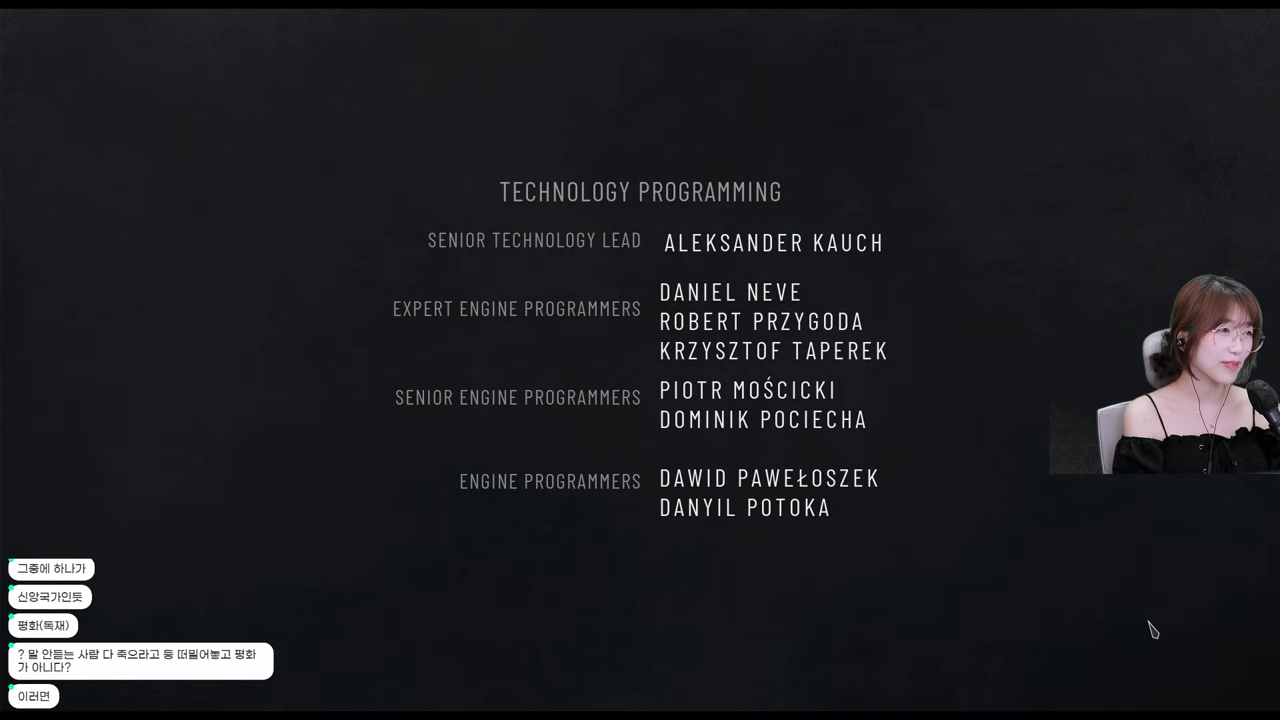 TECHNOLOGY PROGRAMMING
SENIOR TECHNOLOGY LEAD ALEKSANDER KAUCH
EXPERT ENGINE PROGRAMMERS DANIEL NEVE
ROBERT PRZYGODA
KRZYSZTOF TAPEREK
SENIOR ENGINE PROGRAMMERS PIOTR MOŚCICKI
DOMINIK POCIECHA
ENGINE PROGRAMMERS DAWID PAWEŁOSZEK
DANYIL POTOKA
그중에 하나가
신앙국가인듯
평화(독재)
? 말 안듣는 사람 다 죽으라고 등 떠밀어놓고 평화
가 아니다?
이러면